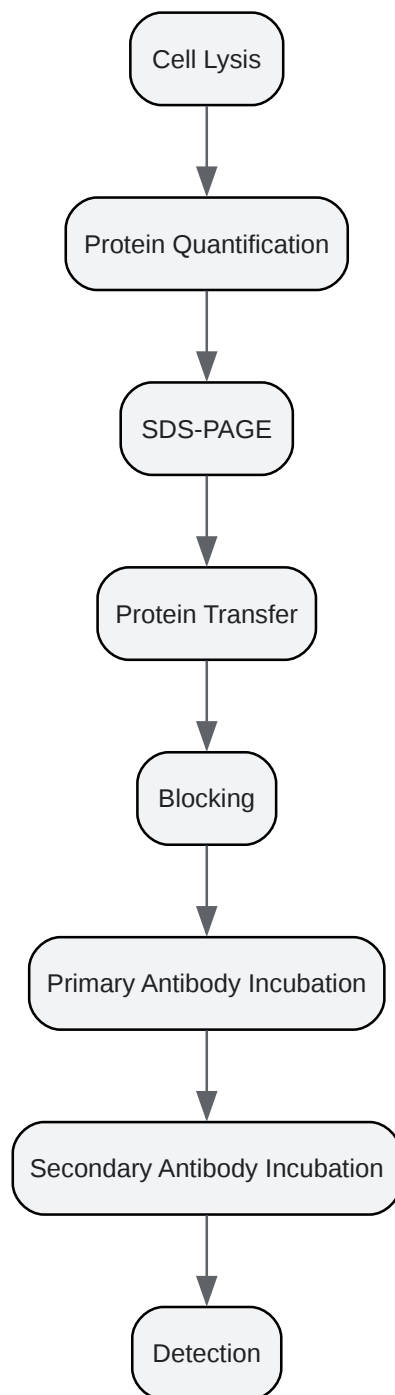 Cell Lysis
Protein Quantification
SDS-PAGE
Protein Transfer
Blocking
Primary Antibody Incubation
Secondary Antibody Incubation
Detection